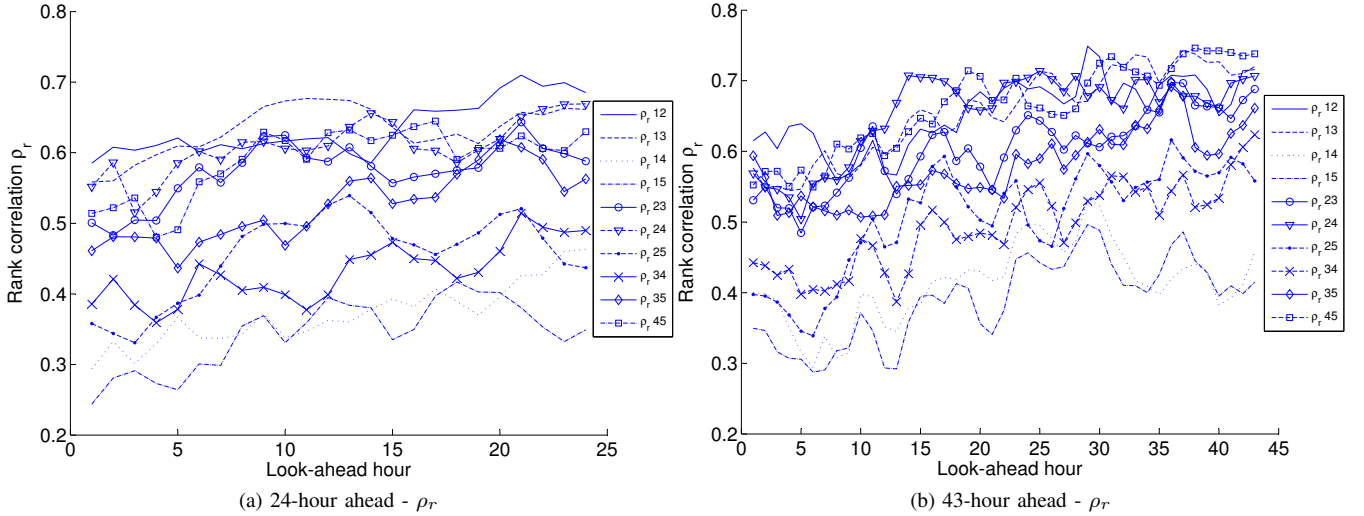 0.8
0.7
0.6
0.5
0.4
0.3
0.2
0 5 10 15 20 25
Rank correlation ρr
Look-ahead hour
ρr 12
ρr 13
ρr 14
ρr 15
ρr 23
ρr 24
ρr 25
ρr 34
ρr 35
ρr 45
(a) 24-hour ahead - ρr
0.8
0.7
0.6
0.5
0.4
0.3
0.2
0 5 10 15 20 25 30 35 40 45
Rank correlation ρr
Look-ahead hour
ρr 12
ρr 13
ρr 14
ρr 15
ρr 23
ρr 24
ρr 25
ρr 34
ρr 35
ρr 45
(b) 43-hour ahead - ρr